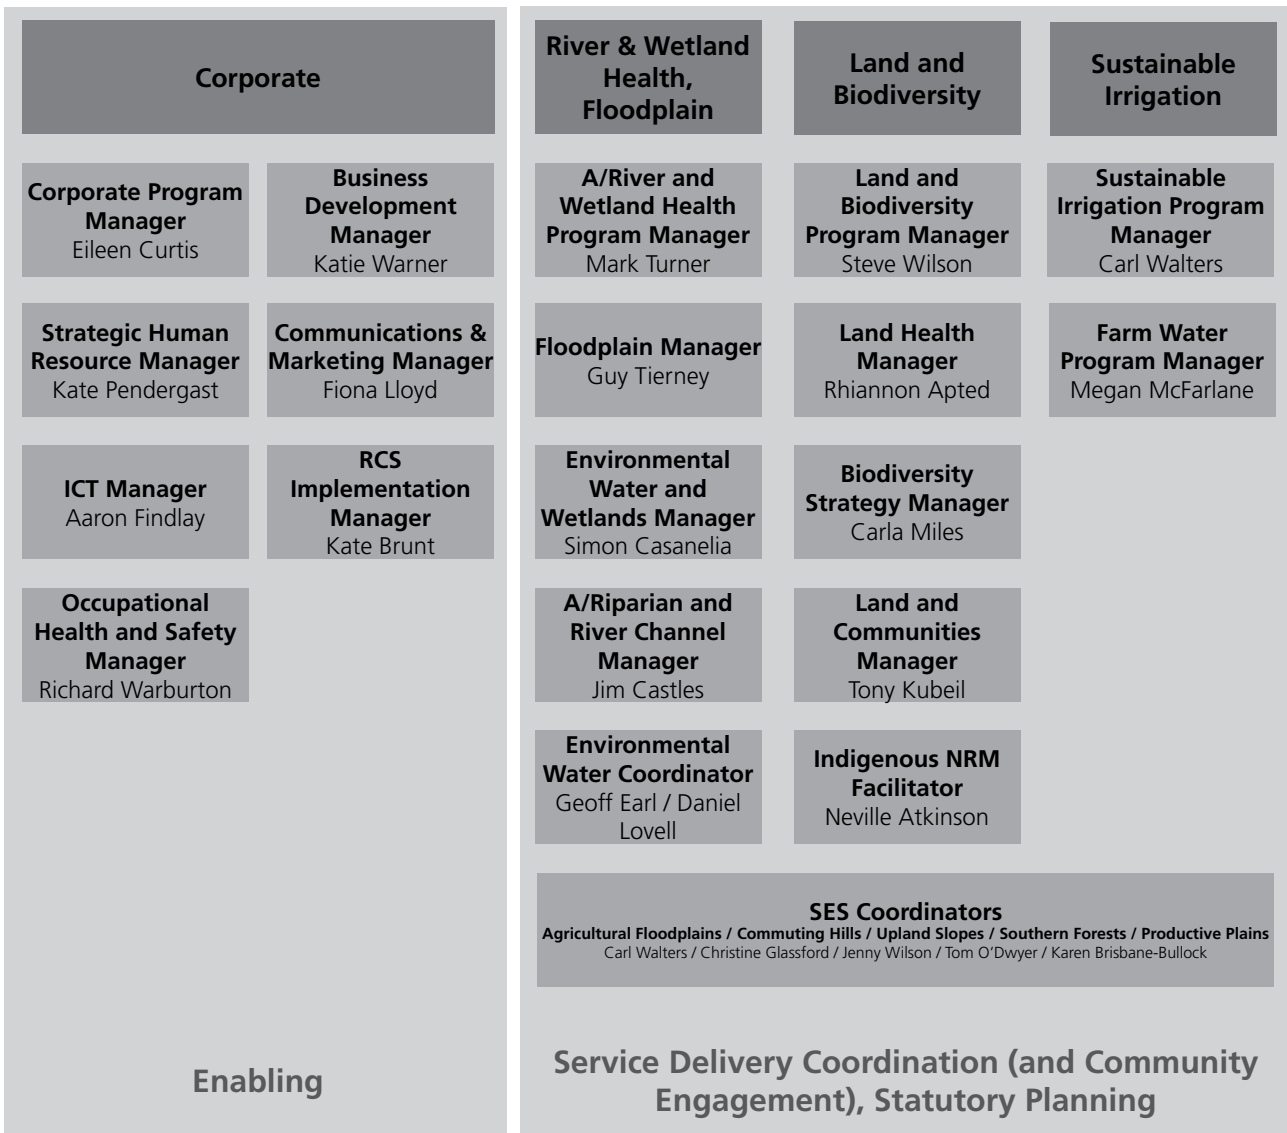 Corporate
Corporate Program
Manager
Eileen Curtis
Business
Development
Manager
Katie Warner
Strategic Human
Resource Manager
Kate Pendergast
Communications &
Marketing Manager
Fiona Lloyd
ICT Manager
Aaron Findlay
RCS
Implementation
Manager
Kate Brunt
Occupational
Health and Safety
Manager
Richard Warburton
Enabling
River & Wetland
Health,
Floodplain
A/River and
Wetland Health
Program Manager
Mark Turner
Floodplain Manager
Guy Tierney
Environmental
Water and
Wetlands Manager
Simon Casanelia
A/Riparian and
River Channel
Manager
Jim Castles
Environmental
Water Coordinator
Geoff Earl / Daniel
Lovell
Land and
Biodiversity
Land and
Biodiversity
Program Manager
Steve Wilson
Land Health
Manager
Rhiannon Apted
Biodiversity
Strategy Manager
Carla Miles
Land and
Communities
Manager
Tony Kubeil
Indigenous NRM
Facilitator
Neville Atkinson
Sustainable
Irrigation
Sustainable
Irrigation Program
Manager
Carl Walters
Farm Water
Program Manager
Megan McFarlane
SES Coordinators
Agricultural Floodplains / Commuting Hills / Upland Slopes / Southern Forests / Productive Plains
Carl Walters / Christine Glassford / Jenny Wilson / Tom O’Dwyer / Karen Brisbane-Bullock
Service Delivery Coordination (and Community
Engagement), Statutory Planning